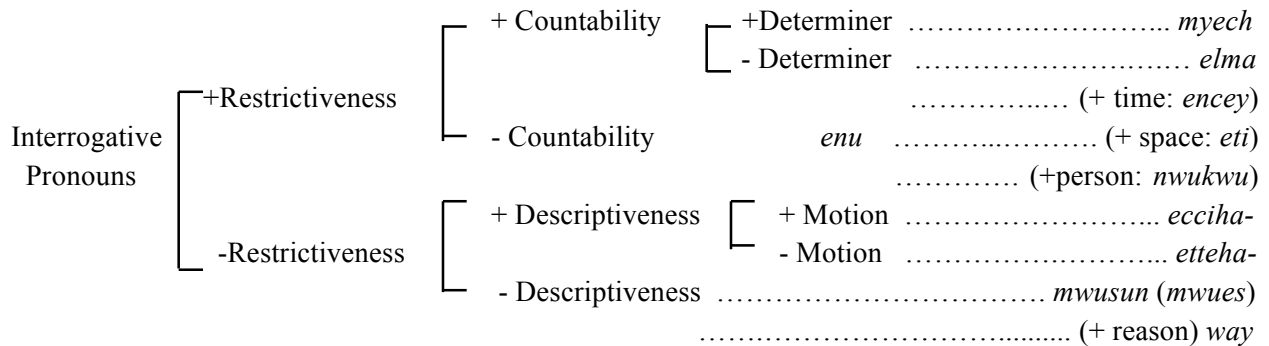 + Countability +Determiner ………….………….. myech
- Determiner …………………….….… elma
+Restrictiveness …………..… (+ time: encey)
Interrogative - Countability enu …….....………. (+ space: eti)
Pronouns …………. (+person: nwukwu)
+ Descriptiveness + Motion …………………….. ecciha-
-Restrictiveness - Motion …………………... etteha-
- Descriptiveness ……………………………. mwusun (mwues)
…….…………………………........... (+ reason) way